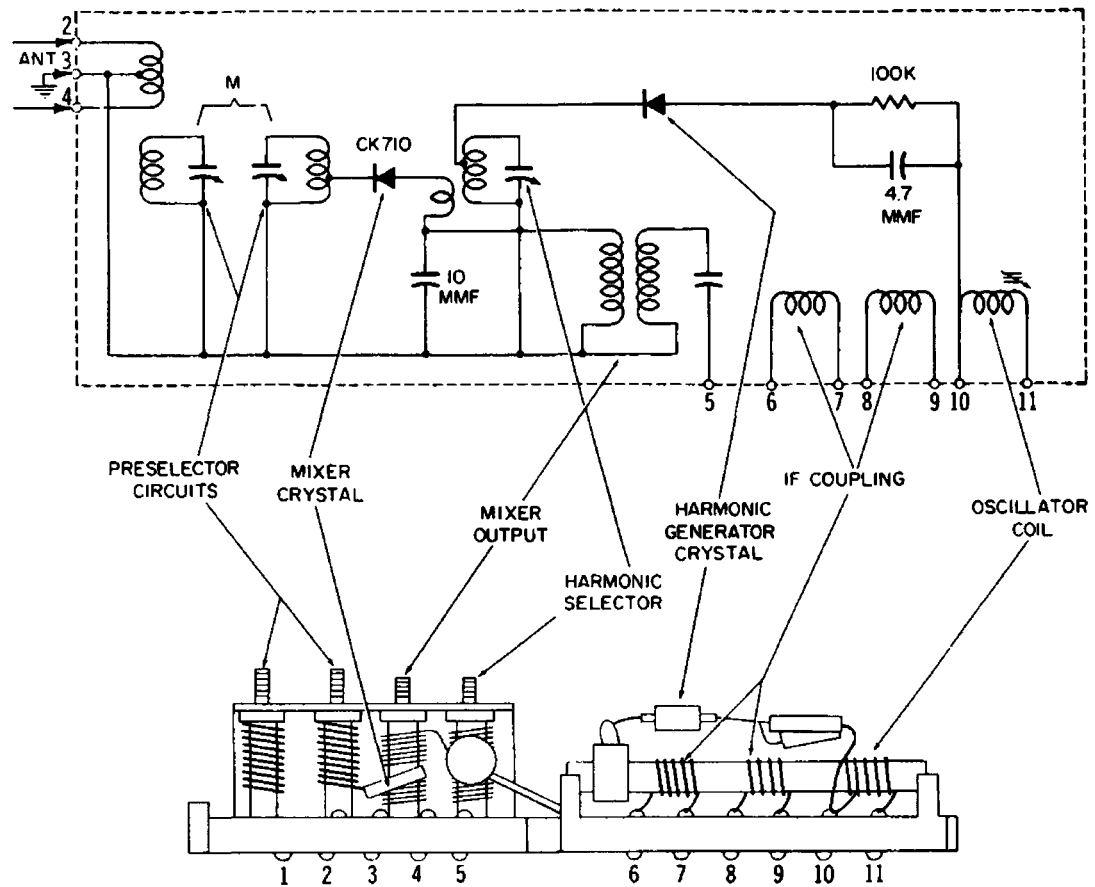 2
ANT 3
4
M
CK710
100K
4.7
MMF
10
MMF
5 6 7 8 9 10 11
PRESELECTOR
CIRCUITS
MIXER
CRYSTAL
MIXER
OUTPUT
HARMONIC
GENERATOR
CRYSTAL
IF COUPLING
OSCILLATOR
COIL
HARMONIC
SELECTOR
1 2 3 4 5 6 7 8 9 10 11